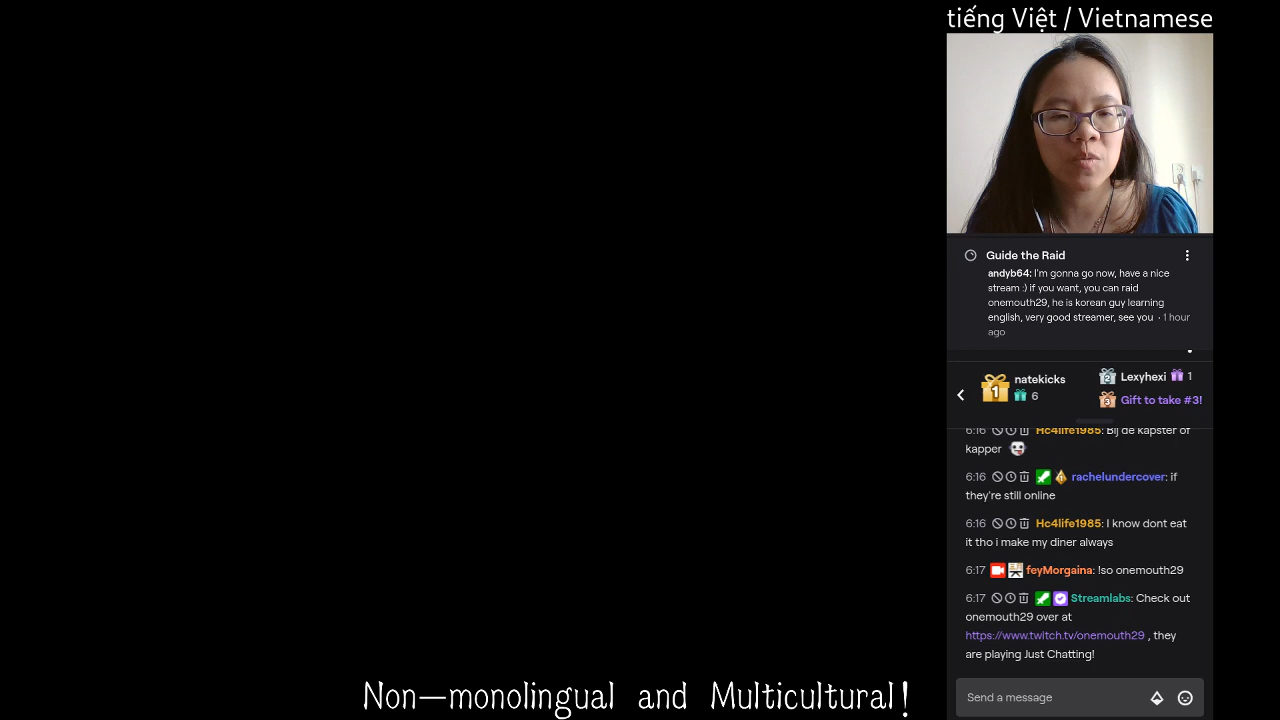 tiếng Việt / Vietnamese
Guide the Raid
andyb64: I'm gonna go now, have a nice
stream :) if you want, you can raid
onemouth29, he is korean guy learning
english, very good streamer, see you · 1 hour
ago
natekicks
6
Lexyhexi 1
Gift to take #3!
6:16 Hc4life1985: Bij de kapster of
kapper
6:16 rachelundercover: if
they're still online
6:16 Hc4life1985: I know dont eat
it tho i make my diner always
6:17 feyMorgaina: !so onemouth29
6:17 Streamlabs: Check out
onemouth29 over at
https://www.twitch.tv/onemouth29 , they
are playing Just Chatting!
Send a message
Non—monolingual and Multicultural!